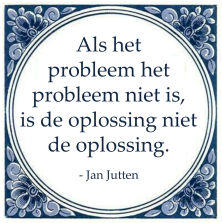 Als het
probleem het
probleem niet is,
is de oplossing niet
de oplossing.
- Jan Jutten